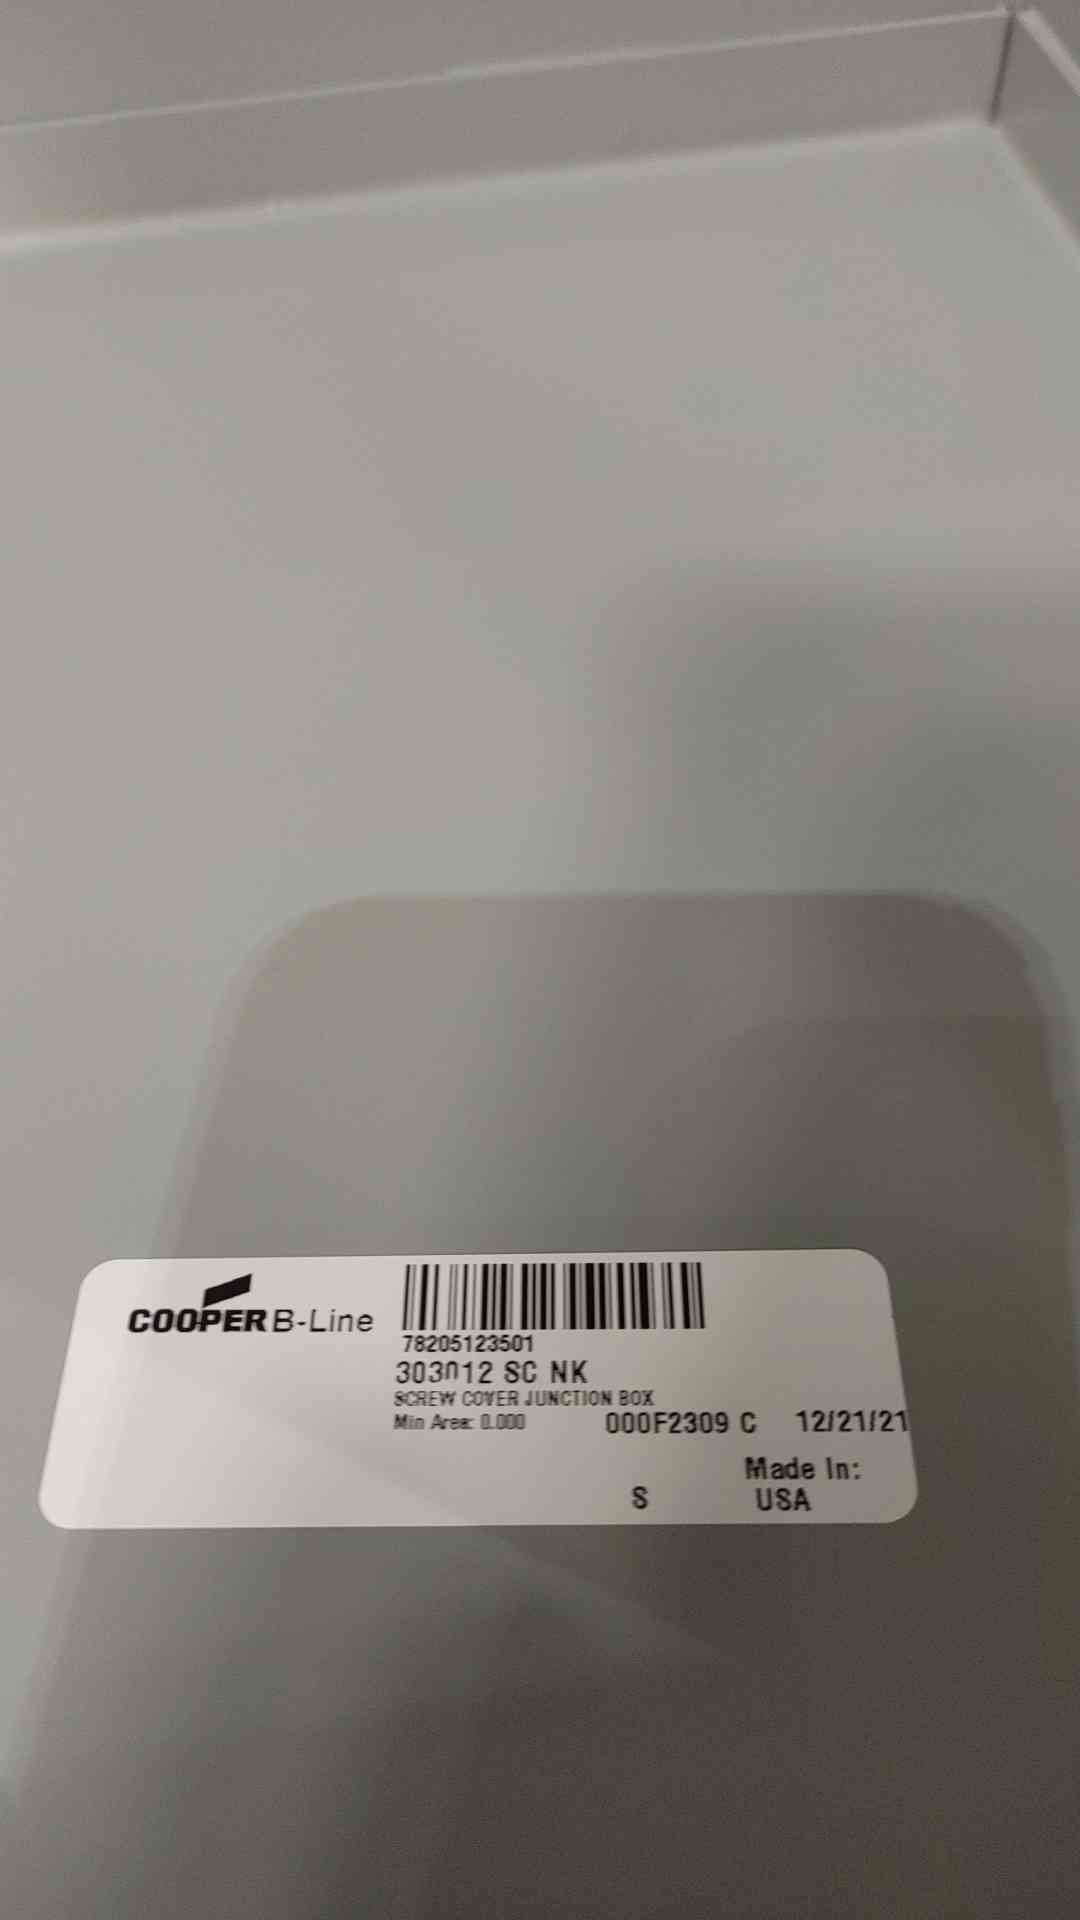 COOPER B-Line
78205123501
303012 SC NK
SCREW COVER JUNCTION BOX
Min Area: 0.000 000F2309 C 12/21/21
Made In:
S USA